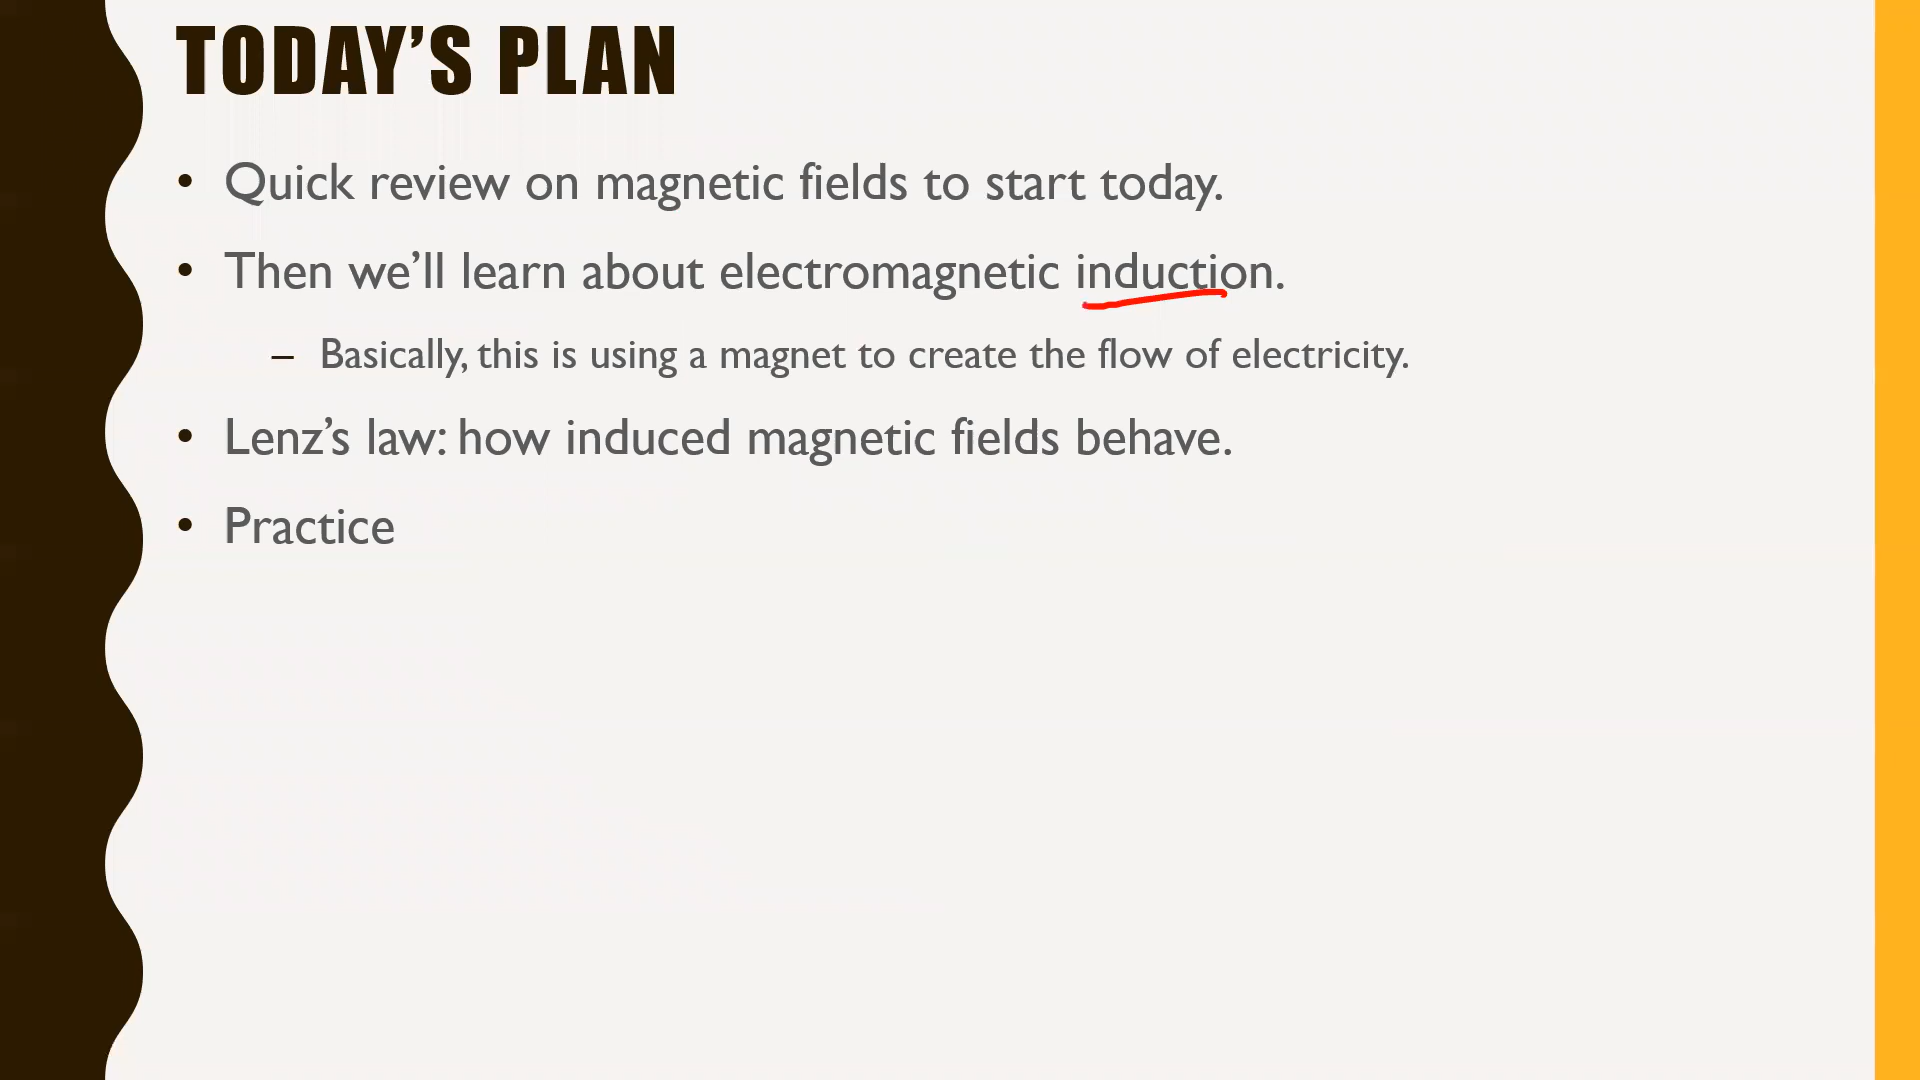 TODAY’S PLAN
• Quick review on magnetic fields to start today.
• Then we’ll learn about electromagnetic induction.
– Basically, this is using a magnet to create the flow of electricity.
• Lenz’s law: how induced magnetic fields behave.
• Practice